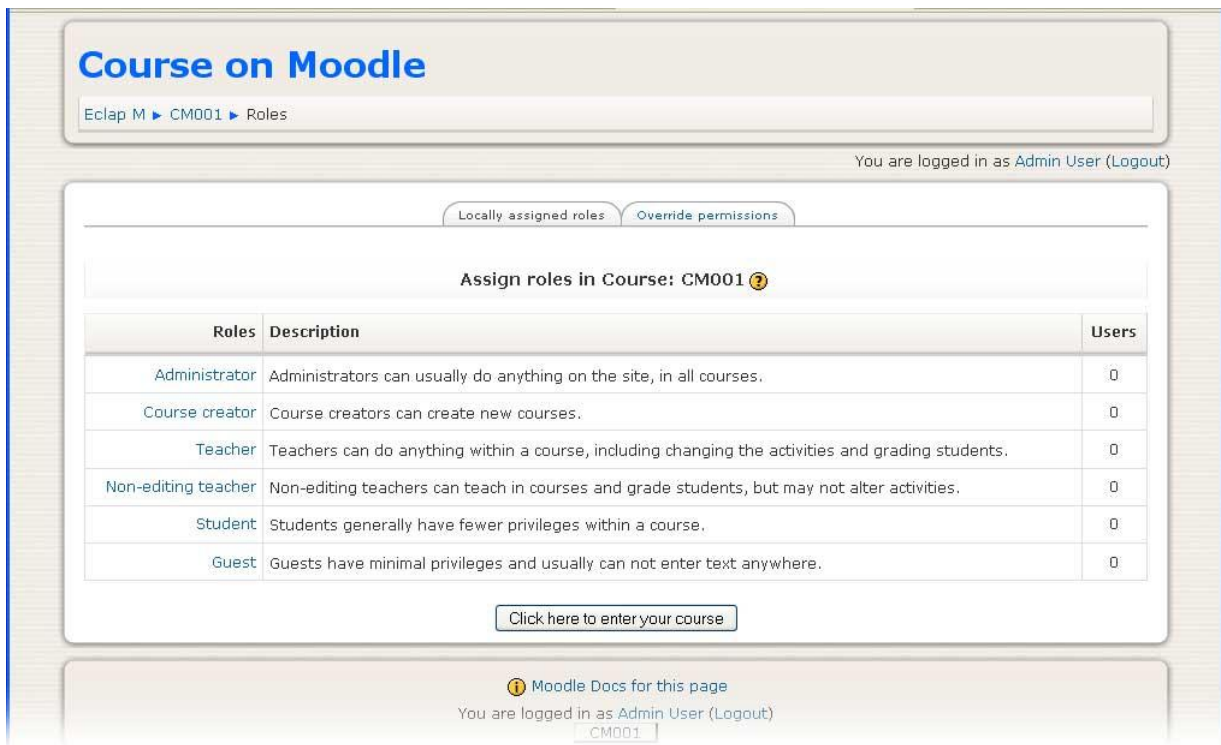 Course on Moodle
Eclap M ► CM001 ► Roles
You are logged in as Admin User (Logout)
Locally assigned roles Override permissions
Assign roles in Course: CM001 ?
Roles Description Users
Administrator Administrators can usually do anything on the site, in all courses. 0
Course creator Course creators can create new courses. 0
Teacher Teachers can do anything within a course, including changing the activities and grading students. 0
Non-editing teacher Non-editing teachers can teach in courses and grade students, but may not alter activities. 0
Student Students generally have fewer privileges within a course. 0
Guest Guests have minimal privileges and usually can not enter text anywhere. 0
Click here to enter your course
i Moodle Docs for this page
You are logged in as Admin User (Logout)
CM001